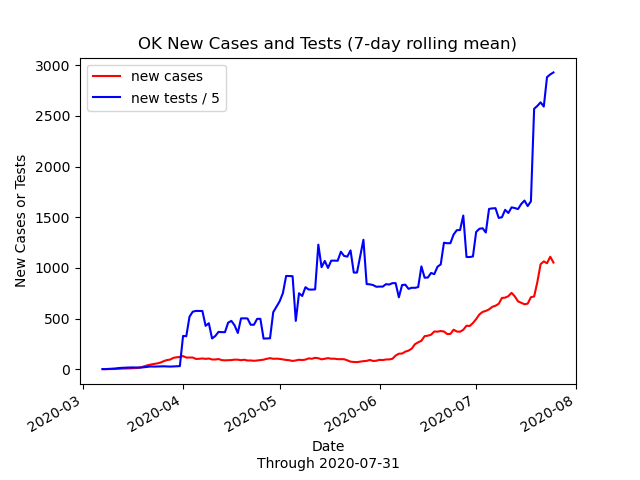 OK New Cases and Tests (7-day rolling mean)
new cases
new tests / 5
3000
2500
2000
1500
1000
500
0
New Cases or Tests
2020-03
2020-04
2020-05
2020-06
2020-07
2020-08
Date
Through 2020-07-31